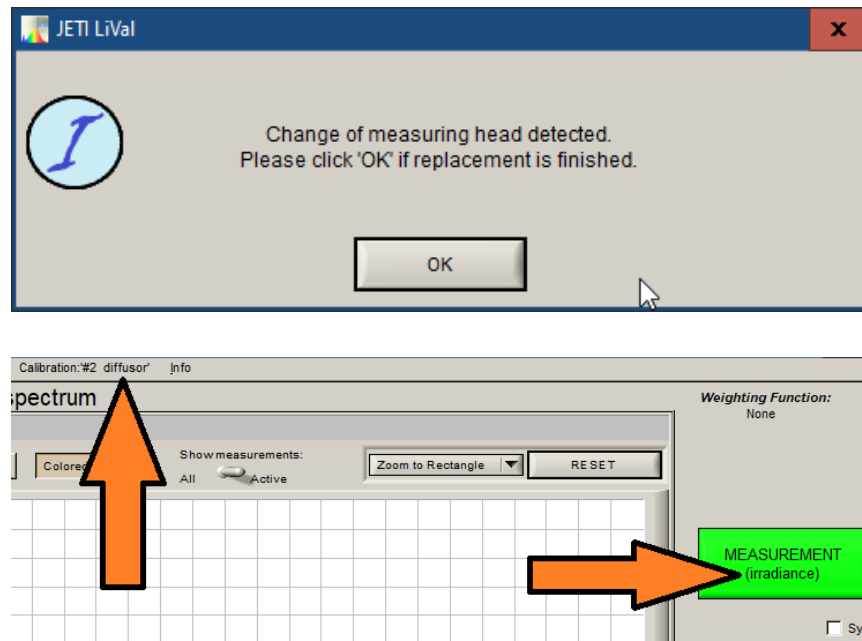 JETI LiVal
x
Change of measuring head detected.
Please click 'OK' if replacement is finished.
OK
Calibration:'#2 diffusor' Info
spectrum
Weighting Function:
None
Colored
Show measurements:
All Active
Zoom to Rectangle
RESET
MEASUREMENT
(irradiance)
Sy